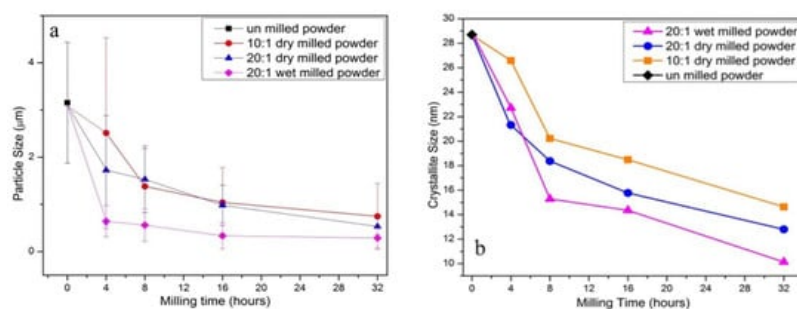 a
un milled powder
10:1 dry milled powder
20:1 dry milled powder
20:1 wet milled powder
4
2
0
Particle Size (μm)
0 4 8 12 16 20 24 28 32
Milling time (hours)
30
28
26
24
22
20
18
16
14
12
10
Crystallite Size (nm)
20:1 wet milled powder
20:1 dry milled powder
10:1 dry milled powder
un milled powder
b
0 4 8 12 16 20 24 28 32
Milling Time (hours)